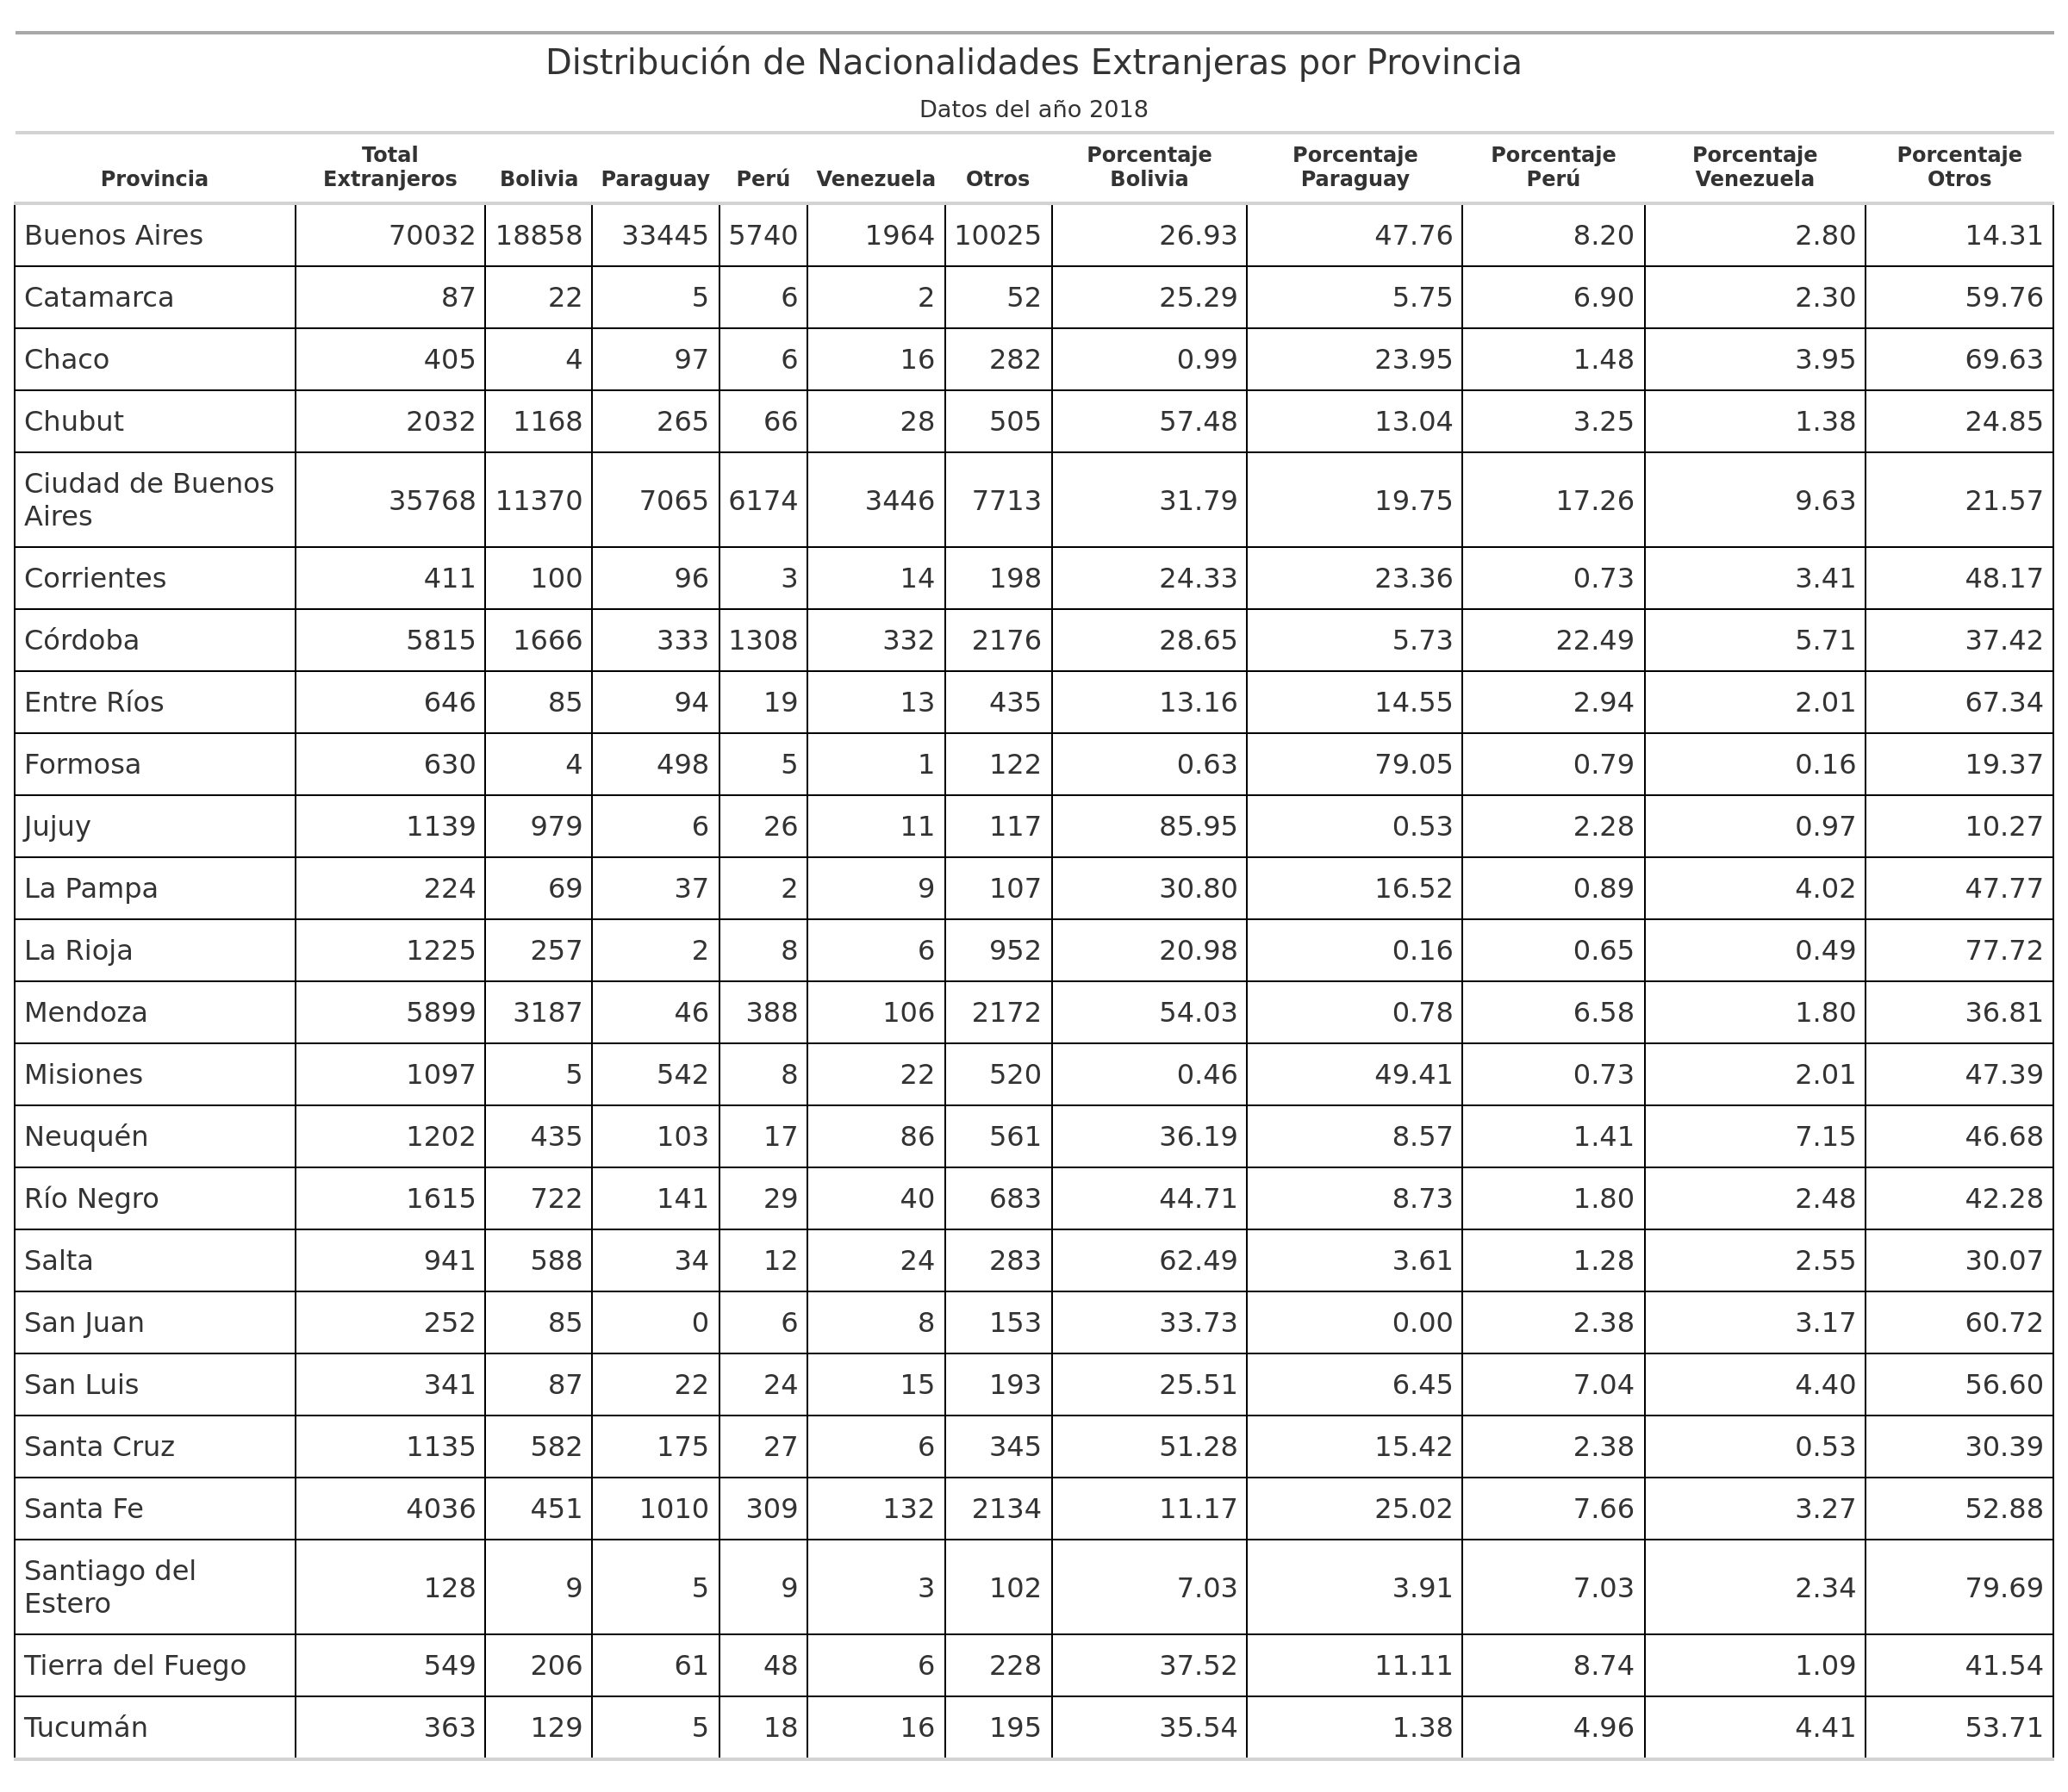 Distribución de Nacionalidades Extranjeras por Provincia
Datos del año 2018
Provincia Total Extranjeros Bolivia Paraguay Perú Venezuela Otros Porcentaje Bolivia Porcentaje Paraguay Porcentaje Perú Porcentaje Venezuela Porcentaje Otros
Buenos Aires 70032 18858 33445 5740 1964 10025 26.93 47.76 8.20 2.80 14.31
Catamarca 87 22 5 6 2 52 25.29 5.75 6.90 2.30 59.76
Chaco 405 4 97 6 16 282 0.99 23.95 1.48 3.95 69.63
Chubut 2032 1168 265 66 28 505 57.48 13.04 3.25 1.38 24.85
Ciudad de Buenos Aires 35768 11370 7065 6174 3446 7713 31.79 19.75 17.26 9.63 21.57
Corrientes 411 100 96 3 14 198 24.33 23.36 0.73 3.41 48.17
Córdoba 5815 1666 333 1308 332 2176 28.65 5.73 22.49 5.71 37.42
Entre Ríos 646 85 94 19 13 435 13.16 14.55 2.94 2.01 67.34
Formosa 630 4 498 5 1 122 0.63 79.05 0.79 0.16 19.37
Jujuy 1139 979 6 26 11 117 85.95 0.53 2.28 0.97 10.27
La Pampa 224 69 37 2 9 107 30.80 16.52 0.89 4.02 47.77
La Rioja 1225 257 2 8 6 952 20.98 0.16 0.65 0.49 77.72
Mendoza 5899 3187 46 388 106 2172 54.03 0.78 6.58 1.80 36.81
Misiones 1097 5 542 8 22 520 0.46 49.41 0.73 2.01 47.39
Neuquén 1202 435 103 17 86 561 36.19 8.57 1.41 7.15 46.68
Río Negro 1615 722 141 29 40 683 44.71 8.73 1.80 2.48 42.28
Salta 941 588 34 12 24 283 62.49 3.61 1.28 2.55 30.07
San Juan 252 85 0 6 8 153 33.73 0.00 2.38 3.17 60.72
San Luis 341 87 22 24 15 193 25.51 6.45 7.04 4.40 56.60
Santa Cruz 1135 582 175 27 6 345 51.28 15.42 2.38 0.53 30.39
Santa Fe 4036 451 1010 309 132 2134 11.17 25.02 7.66 3.27 52.88
Santiago del Estero 128 9 5 9 3 102 7.03 3.91 7.03 2.34 79.69
Tierra del Fuego 549 206 61 48 6 228 37.52 11.11 8.74 1.09 41.54
Tucumán 363 129 5 18 16 195 35.54 1.38 4.96 4.41 53.71